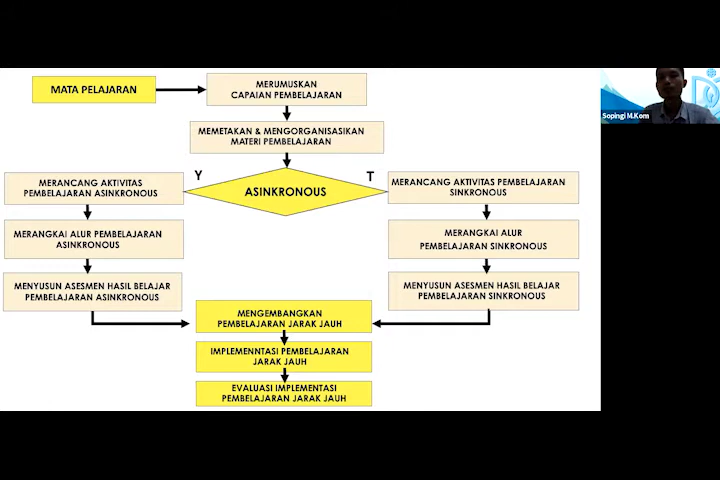 MATA PELAJARAN
MERUMUSKAN
CAPAIAN PEMBELAJARAN
MEMETAKAN & MENGORGANISASIKAN
MATERI PEMBELAJARAN
Y
ASINKRONOUS
T
MERANCANG AKTIVITAS
PEMBELAJARAN ASINKRONOUS
MERANGKAI ALUR PEMBELAJARAN
ASINKRONOUS
MENYUSUN ASESMEN HASIL BELAJAR
PEMBELAJARAN ASINKRONOUS
MERANCANG AKTIVITAS PEMBELAJARAN
SINKRONOUS
MERANGKAI ALUR
PEMBELAJARAN SINKRONOUS
MENYUSUN ASESMEN HASIL BELAJAR
PEMBELAJARAN SINKRONOUS
MENGEMBANGKAN
PEMBELAJARAN JARAK JAUH
IMPLEMENNTASI PEMBELAJARAN
JARAK JAUH
EVALUASI IMPLEMENTASI
PEMBELAJARAN JARAK JAUH
Sopingi M.Kom